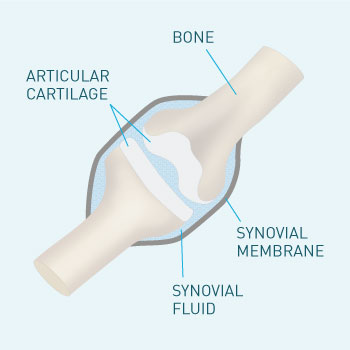 BONE
ARTICULAR
CARTILAGE
SYNOVIAL
MEMBRANE
SYNOVIAL
FLUID